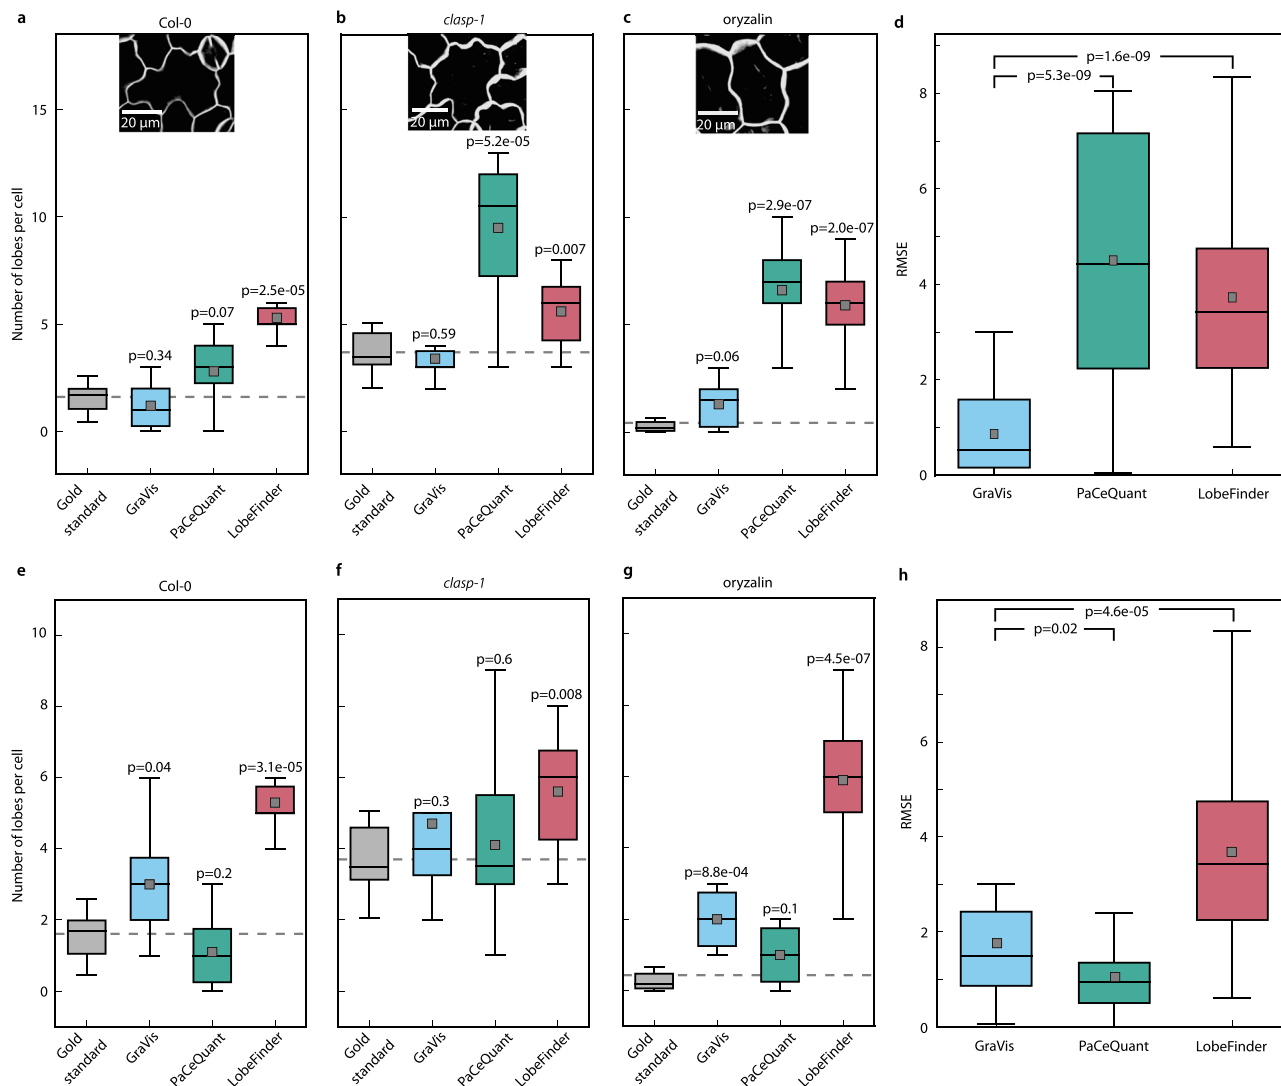 a
Col-0
20 µm
p=0.34
p=0.07
p=2.5e-05
Number of lobes per cell
15
10
5
0
Gold
standard
GraVis
PaCeQuant
LobeFinder
b
clasp-1
20 µm
p=5.2e-05
p=0.007
p=0.59
Gold
standard
GraVis
PaCeQuant
LobeFinder
c
oryzalin
20 µm
p=2.9e-07
p=2.0e-07
p=0.06
Gold
standard
GraVis
PaCeQuant
LobeFinder
d
p=1.6e-09
p=5.3e-09
RMSE
8
6
4
2
0
GraVis
PaCeQuant
LobeFinder
e
Col-0
p=0.04
p=3.1e-05
p=0.2
Number of lobes per cell
10
8
6
4
2
0
Gold
standard
GraVis
PaCeQuant
LobeFinder
f
clasp-1
p=0.6
p=0.008
p=0.3
Gold
standard
GraVis
PaCeQuant
LobeFinder
g
oryzalin
p=4.5e-07
p=8.8e-04
p=0.1
Gold
standard
GraVis
PaCeQuant
LobeFinder
h
p=4.6e-05
p=0.02
RMSE
8
6
4
2
0
GraVis
PaCeQuant
LobeFinder